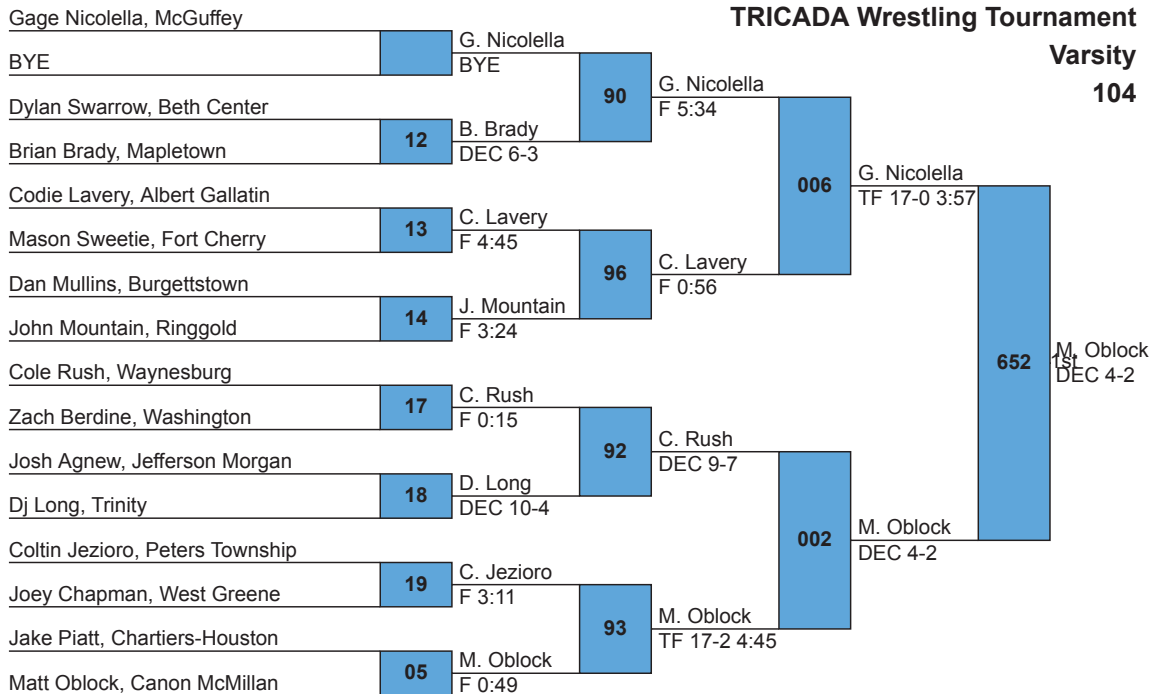 TRICADA Wrestling Tournament
Varsity
104
Gage Nicolella, McGuffey
BYE
Dylan Swarrow, Beth Center
Brian Brady, Mapletown
Codie Lavery, Albert Gallatin
Mason Sweetie, Fort Cherry
Dan Mullins, Burgettstown
John Mountain, Ringgold
Cole Rush, Waynesburg
Zach Berdine, Washington
Josh Agnew, Jefferson Morgan
Dj Long, Trinity
Coltin Jezioro, Peters Township
Joey Chapman, West Greene
Jake Piatt, Chartiers-Houston
Matt Oblock, Canon McMillan
12
13
14
17
18
19
05
G. Nicolella
BYE
B. Brady
DEC 6-3
C. Lavery
F 4:45
J. Mountain
F 3:24
C. Rush
F 0:15
D. Long
DEC 10-4
C. Jezioro
F 3:11
M. Oblock
F 0:49
90
96
92
93
G. Nicolella
F 5:34
C. Lavery
F 0:56
C. Rush
DEC 9-7
M. Oblock
TF 17-2 4:45
006
002
G. Nicolella
TF 17-0 3:57
M. Oblock
DEC 4-2
652
M. Oblock
1st
DEC 4-2